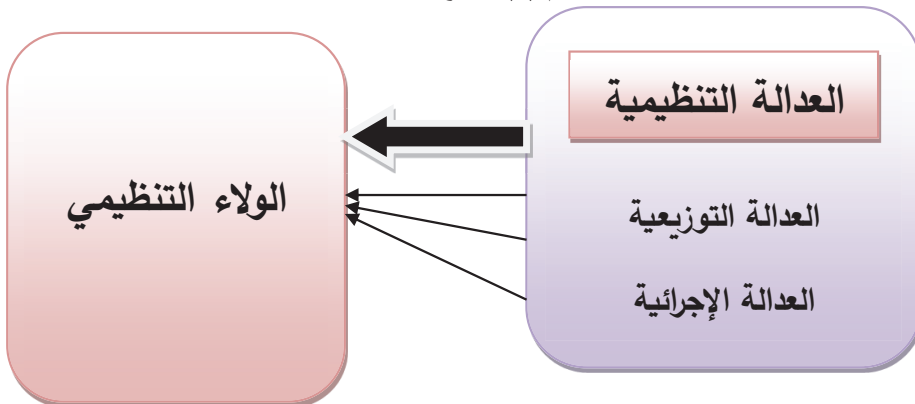 العدالة التنظيمية
العدالة التوزيعية
العدالة الإجرائية
الولاء التنظيمي